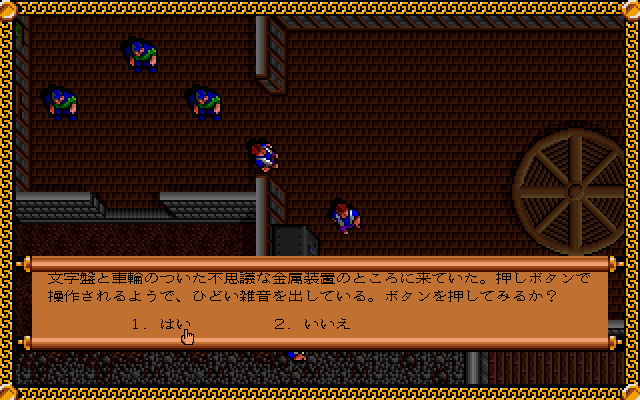 文字盤と車輪のついた不思議な金属装置のところに来ていた。押しボタンで
操作されるようで、ひどい雑音を出している。ボタンを押してみるか?
1. はい 2. いいえ